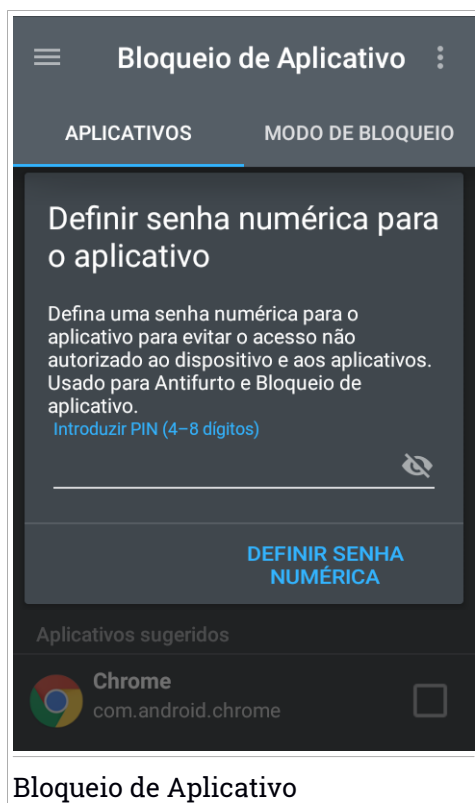 Bloqueio de Aplicativo
APLICATIVOS MODO DE BLOQUEIO
Definir senha numérica para
o aplicativo
Defina uma senha numérica para o
aplicativo para evitar o acesso não
autorizado ao dispositivo e aos aplicativos.
Usado para Antifurto e Bloqueio de
aplicativo.
Introduzir PIN (4–8 dígitos)
DEFINIR SENHA
NUMÉRICA
Aplicativos sugeridos
Chrome
com.android.chrome
Bloqueio de Aplicativo